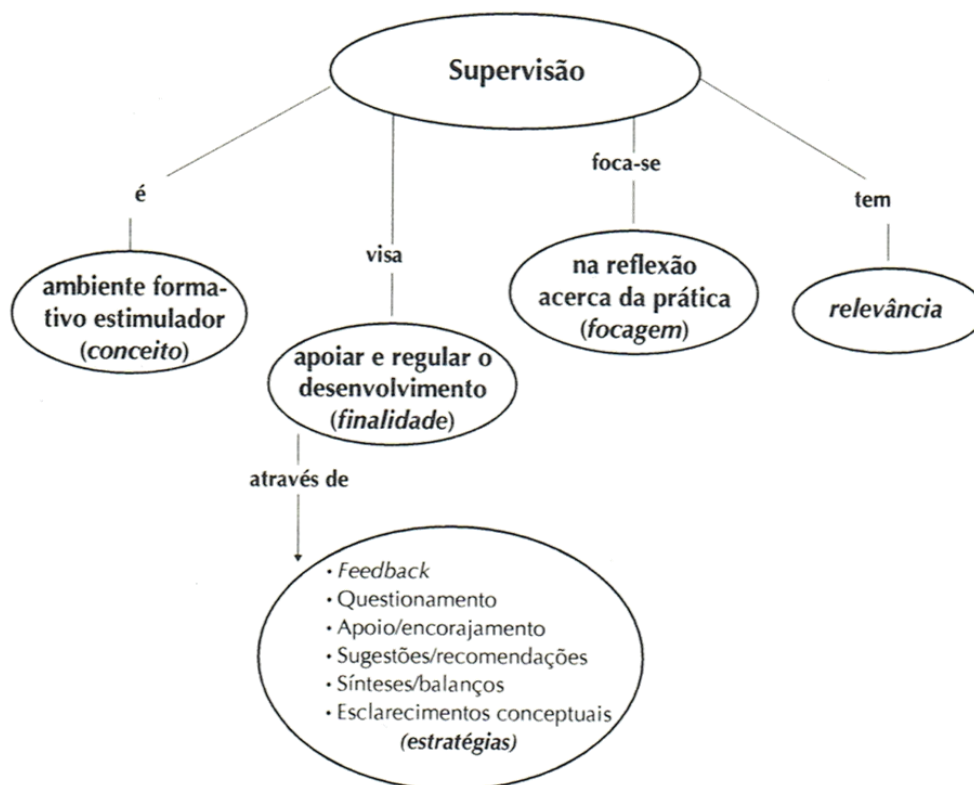 Supervisão
é
visa
foca-se
tem
ambiente forma-
tivo estimulador
(conceito)
apoiar e regular o
desenvolvimento
(finalidade)
na reflexão
acerca da prática
(focagem)
relevância
através de
• Feedback
• Questionamento
• Apoio/encorajamento
• Sugestões/recomendações
• Sínteses/balanços
• Esclarecimentos conceptuais
(estratégias)